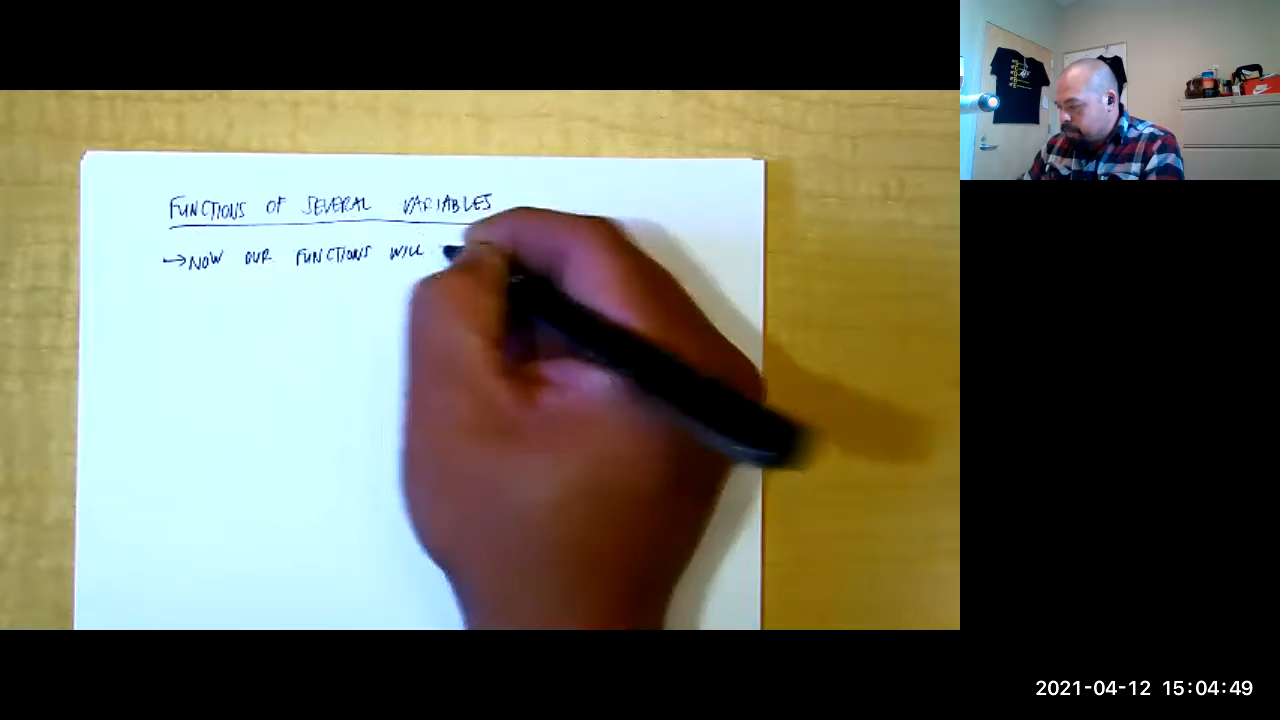 FUNCTIONS OF SEVERAL VARIABLES
→NOW OUR FUNCTIONS WILL
2021-04-12 15:04:49